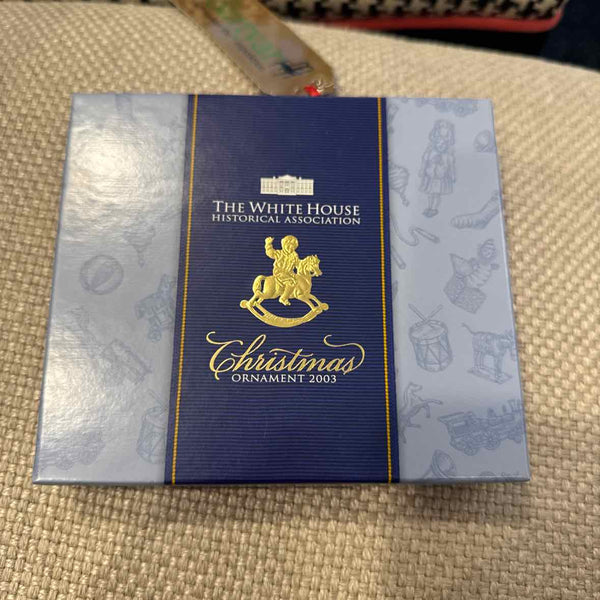 THE WHITE HOUSE
HISTORICAL ASSOCIATION
Christmas
ORNAMENT 2003